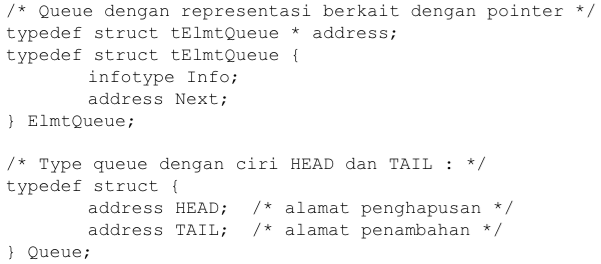 /* Queue dengan representasi berkait dengan pointer */
typedef struct tElmtQueue * address;
typedef struct tElmtQueue {
        infotype Info;
        address Next;
} ElmtQueue;

/* Type queue dengan ciri HEAD dan TAIL : */
typedef struct {
        address HEAD;  /* alamat penghapusan */
        address TAIL;  /* alamat penambahan */
} Queue;